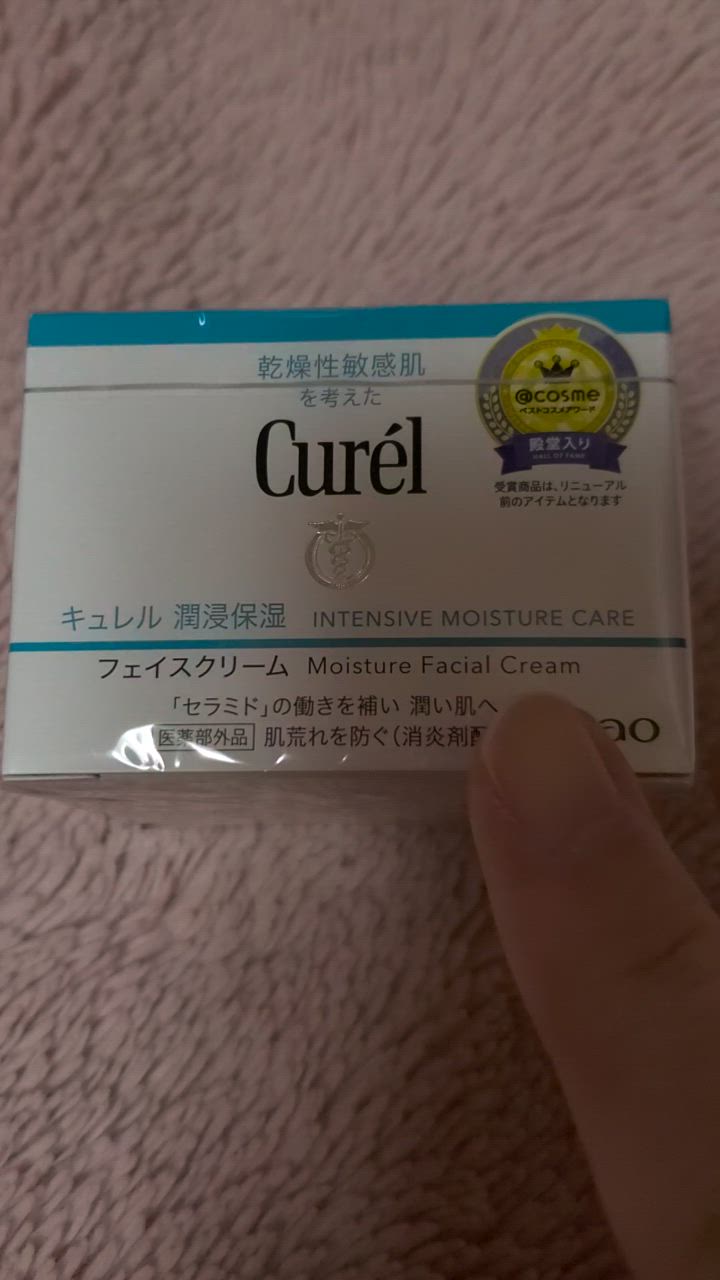 乾燥性敏感肌
を考えた
Curél
@cosme
ベストコスメアワード
殿堂入り
HALL OF FAME
受賞商品は、リニューアル
前のアイテムとなります
キュレル 潤浸保湿 INTENSIVE MOISTURE CARE
フェイスクリーム Moisture Facial Cream
「セラミド」の働きを補い 潤い肌へ
医薬部外品 肌荒れを防ぐ(消炎剤配